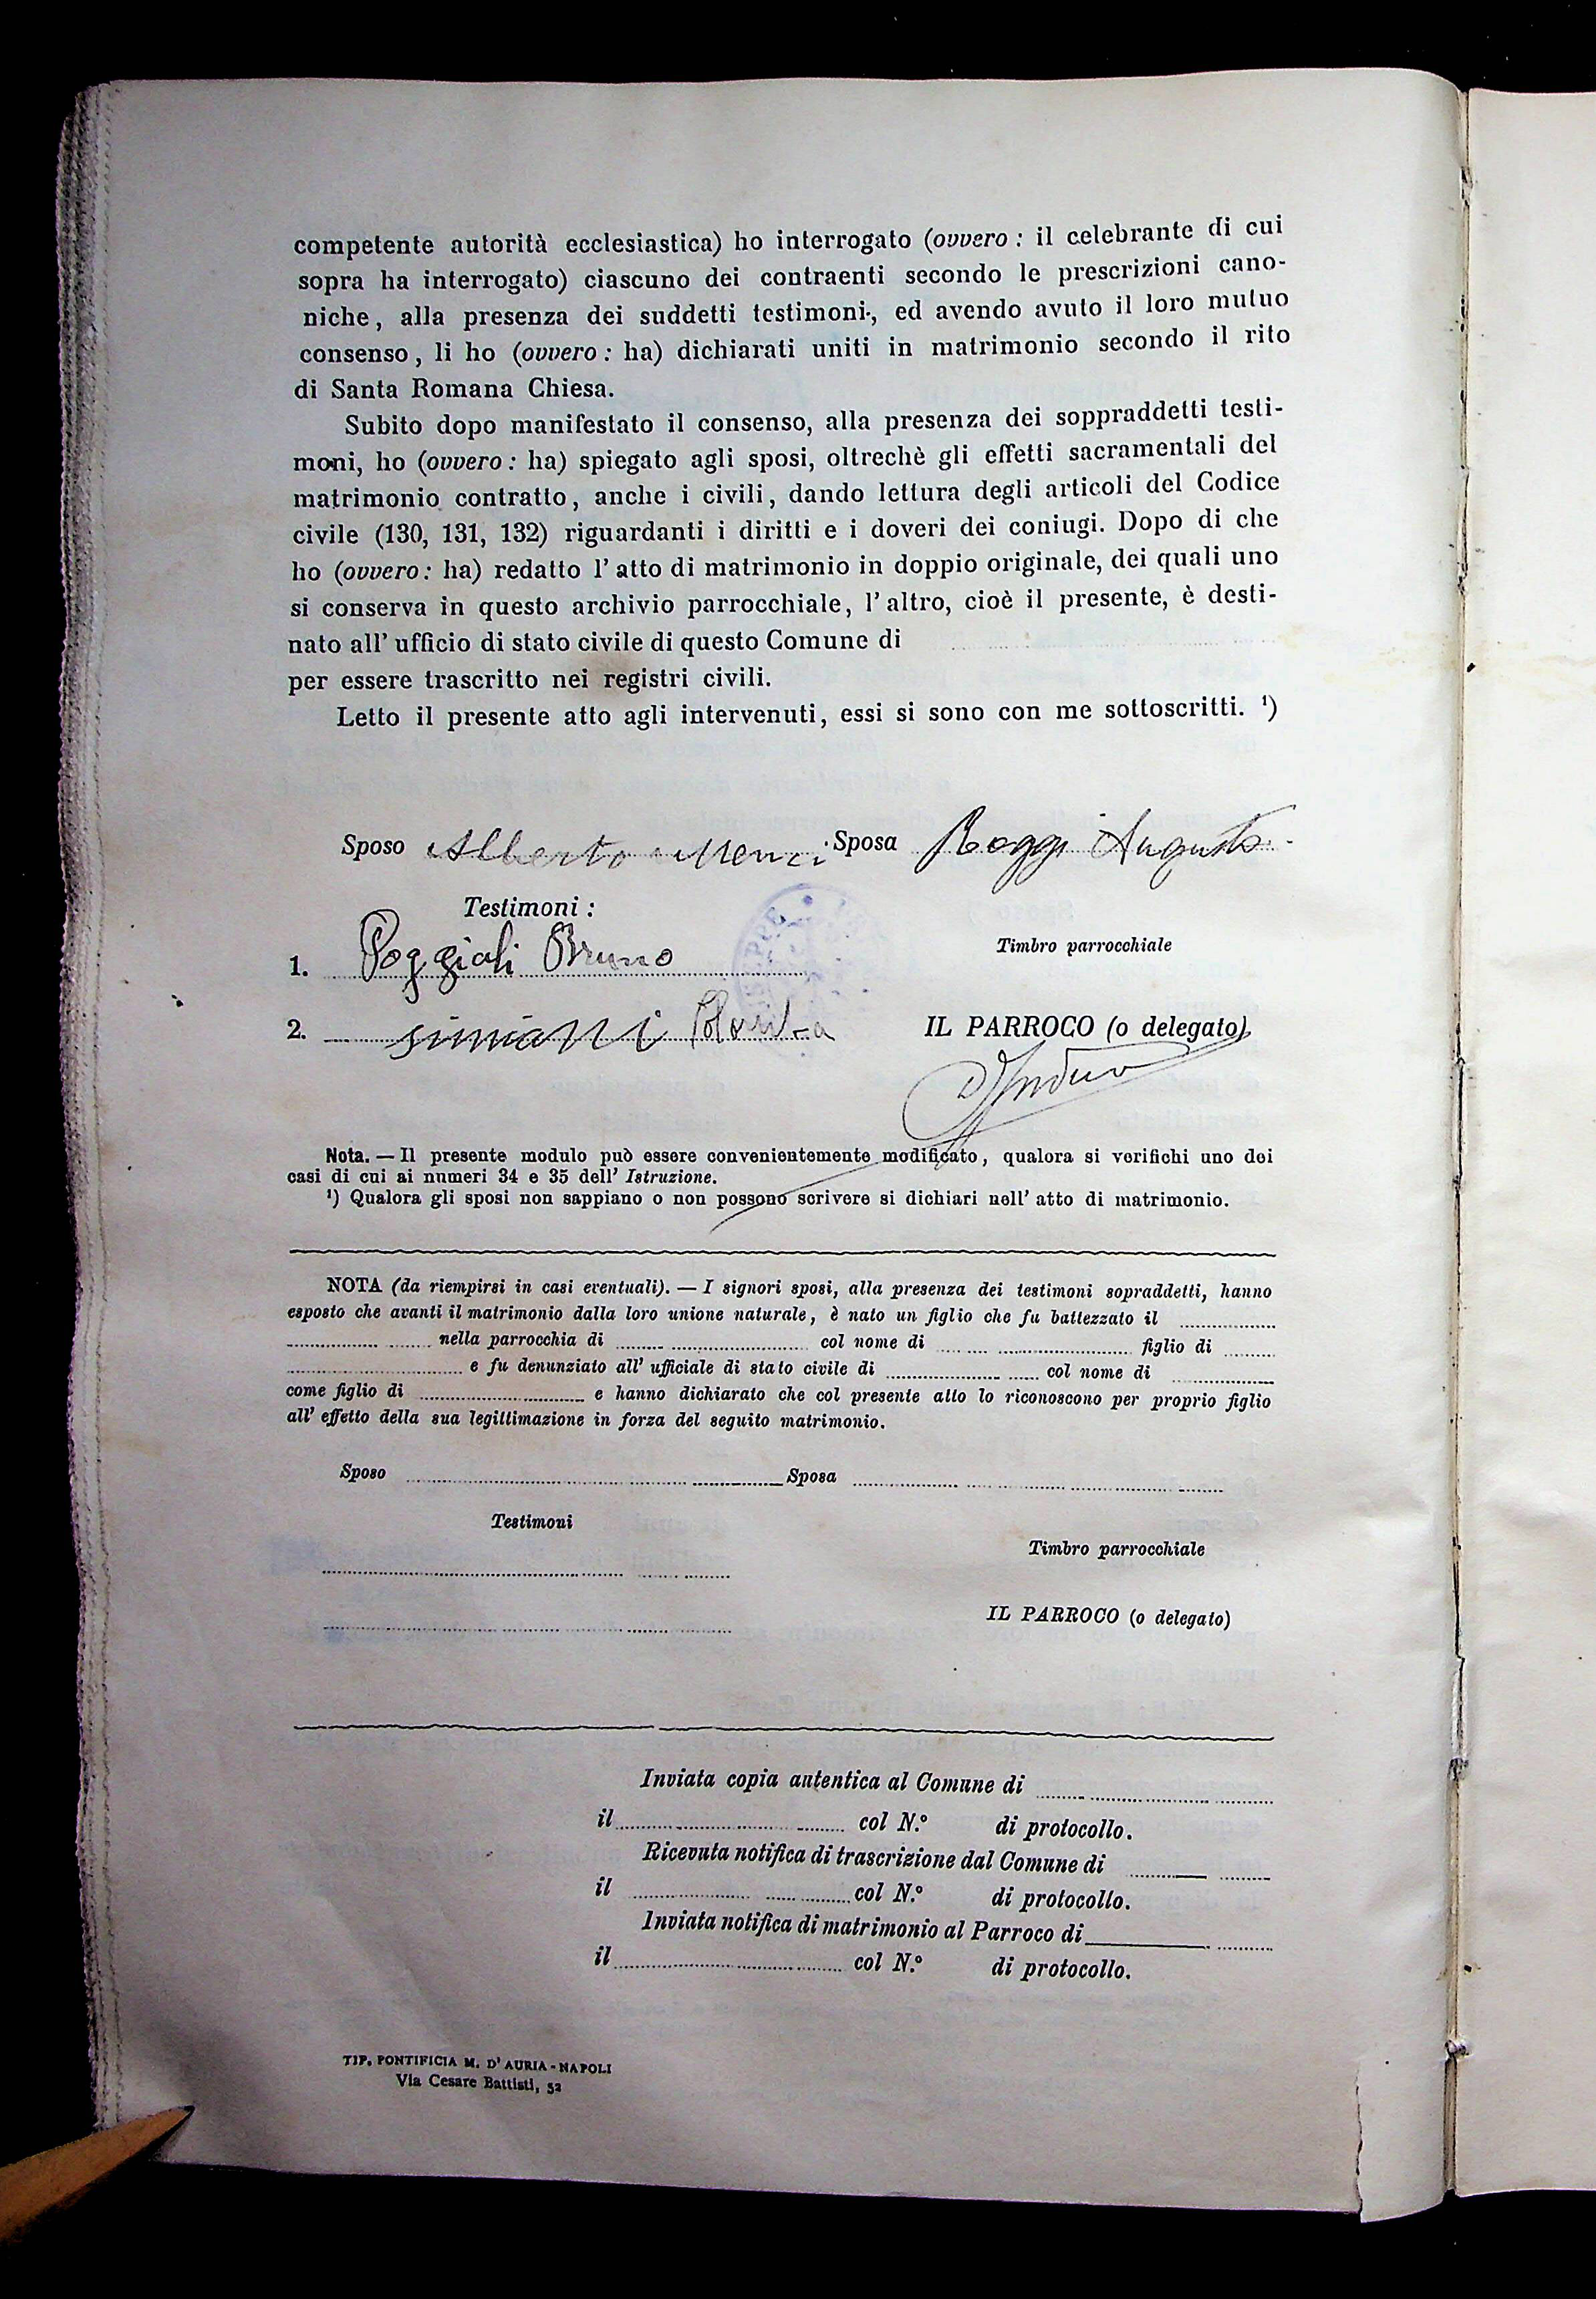 competente autorità ecclesiastica) ho interrogato (ovvero : il celebrante di cui
sopra ha interrogato) ciascuno dei contraenti secondo le prescrizioni cano-
niche, alla presenza dei suddetti testimoni, ed avendo avuto il loro mutuo
consenso, li ho (ovvero : ha) dichiarati uniti in matrimonio secondo il rito
di Santa Romana Chiesa.
Subito dopo manifestato il consenso, alla presenza dei soppraddetti testi-
moni, ho (ovvero : ha) spiegato agli sposi, oltrechè gli effetti sacramentali del
matrimonio contratto, anche i civili, dando lettura degli articoli del Codice
civile (130, 131, 132) riguardanti i diritti e i doveri dei coniugi. Dopo di che
ho (ovvero : ha) redatto l' atto di matrimonio in doppio originale, dei quali uno
si conserva in questo archivio parrocchiale, l' altro, cioè il presente, è desti-
nato all' ufficio di stato civile di questo Comune di
per essere trascritto nei registri civili.
Letto il presente atto agli intervenuti, essi si sono con me sottoscritti. ¹)
Sposo Alberto Menci Sposa Roggi Augusta
Testimoni :
Timbro parrocchiale
1. Poggiali Bruno
2. simiani
IL PARROCO (o delegato)
Nota. — Il presente modulo può essere convenientemente modificato, qualora si verifichi uno dei
casi di cui ai numeri 34 e 35 dell' Istruzione.
¹) Qualora gli sposi non sappiano o non possono scrivere si dichiari nell' atto di matrimonio.
NOTA (da riempirsi in casi eventuali). — I signori sposi, alla presenza dei testimoni sopraddetti, hanno
esposto che avanti il matrimonio dalla loro unione naturale, è nato un figlio che fu battezzato il
nella parrocchia di col nome di figlio di
e fu denunziato all' ufficiale di stato civile di col nome di
come figlio di e hanno dichiarato che col presente atto lo riconoscono per proprio figlio
all' effetto della sua legittimazione in forza del seguito matrimonio.
Sposo Sposa
Testimoni
Timbro parrocchiale
IL PARROCO (o delegato)
Inviata copia autentica al Comune di
il col N.° di protocollo.
Ricevuta notifica di trascrizione dal Comune di
il col N.° di protocollo.
Inviata notifica di matrimonio al Parroco di
il col N.° di protocollo.
TIP. PONTIFICIA M. D' AURIA - NAPOLI
Via Cesare Battisti, 52